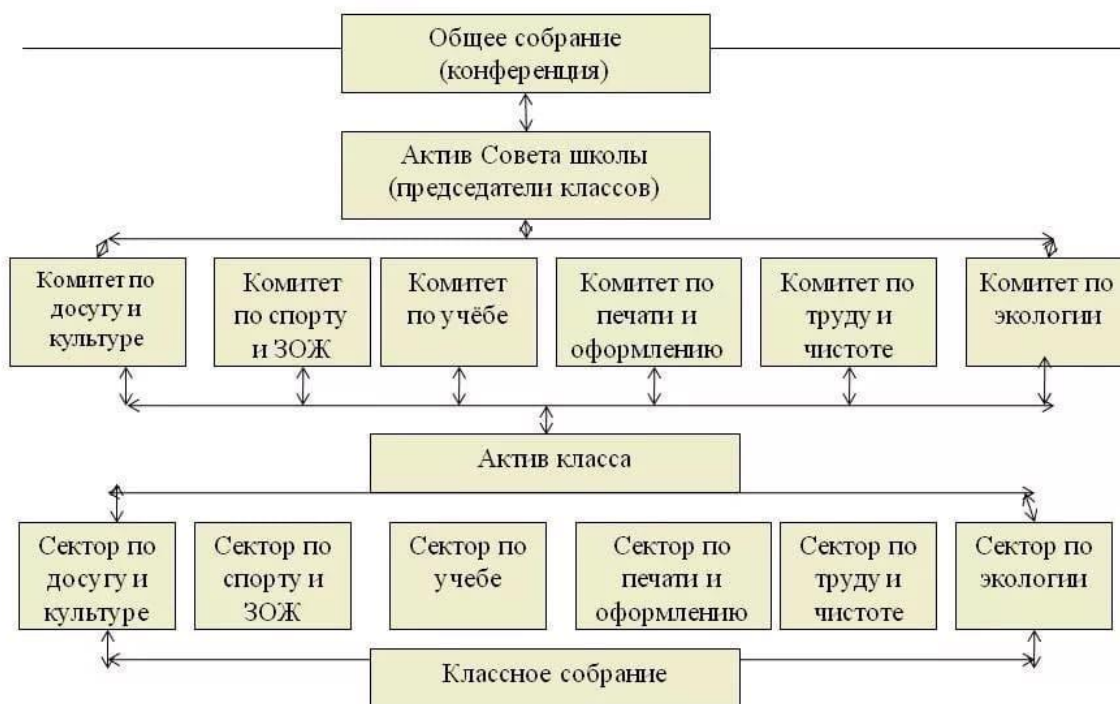 Общее собрание
(конференция)
Актив Совета школы
(председатели классов)
Комитет по
досугу и
культуре
Комитет
по спорту
и ЗОЖ
Комитет
по учёбе
Комитет по
печати и
оформлению
Комитет по
труду и
чистоте
Комитет по
экологии
Актив класса
Сектор по
досугу и
культуре
Сектор по
спорту и
ЗОЖ
Сектор по
учебе
Сектор по
печати и
оформлению
Сектор по
труду и
чистоте
Сектор по
экологии
Классное собрание